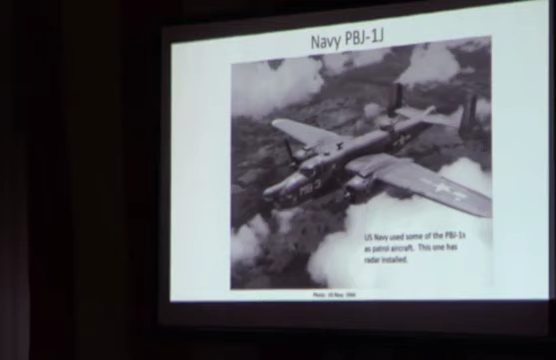 Navy PBJ-1J
US Navy used some of the PBJ-1s
as patrol aircraft. This one has
radar installed.